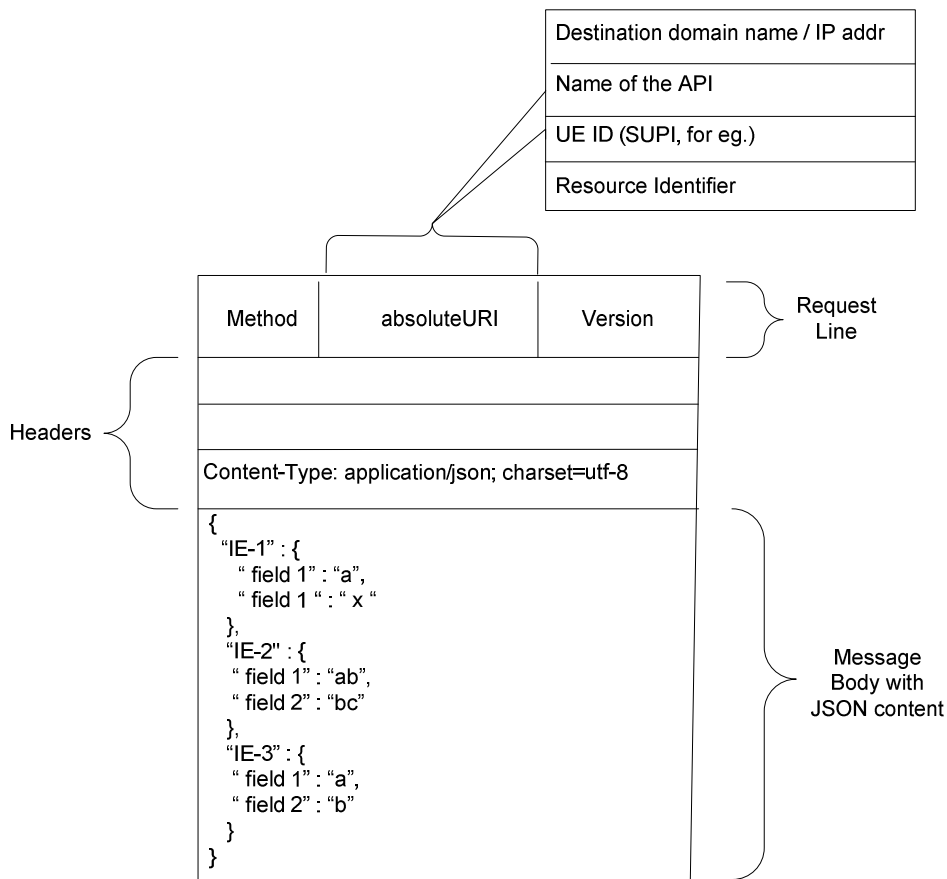 Destination domain name / IP addr
Name of the API
UE ID (SUPI, for eg.)
Resource Identifier
Method
absoluteURI
Version
Request
Line
Headers
Content-Type: application/json; charset=utf-8
{
“IE-1” : {
“ field 1” : “a”,
“ field 1 “ : “ x “
},
“IE-2" : {
“ field 1” : “ab”,
“ field 2” : “bc”
},
“IE-3” : {
“ field 1” : “a”,
“ field 2” : “b”
}
}
Message
Body with
JSON content